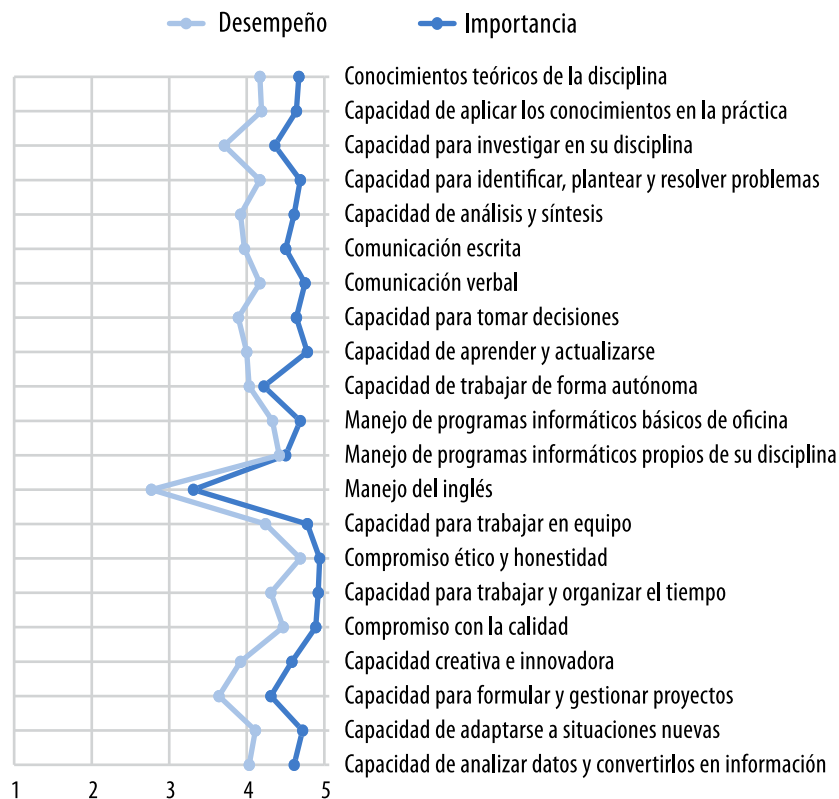 Desempeño Importancia
Conocimientos teóricos de la disciplina
Capacidad de aplicar los conocimientos en la práctica
Capacidad para investigar en su disciplina
Capacidad para identificar, plantear y resolver problemas
Capacidad de análisis y síntesis
Comunicación escrita
Comunicación verbal
Capacidad para tomar decisiones
Capacidad de aprender y actualizarse
Capacidad de trabajar de forma autónoma
Manejo de programas informáticos básicos de oficina
Manejo de programas informáticos propios de su disciplina
Manejo del inglés
Capacidad para trabajar en equipo
Compromiso ético y honestidad
Capacidad para trabajar y organizar el tiempo
Compromiso con la calidad
Capacidad creativa e innovadora
Capacidad para formular y gestionar proyectos
Capacidad de adaptarse a situaciones nuevas
Capacidad de analizar datos y convertirlos en información
1 2 3 4 5